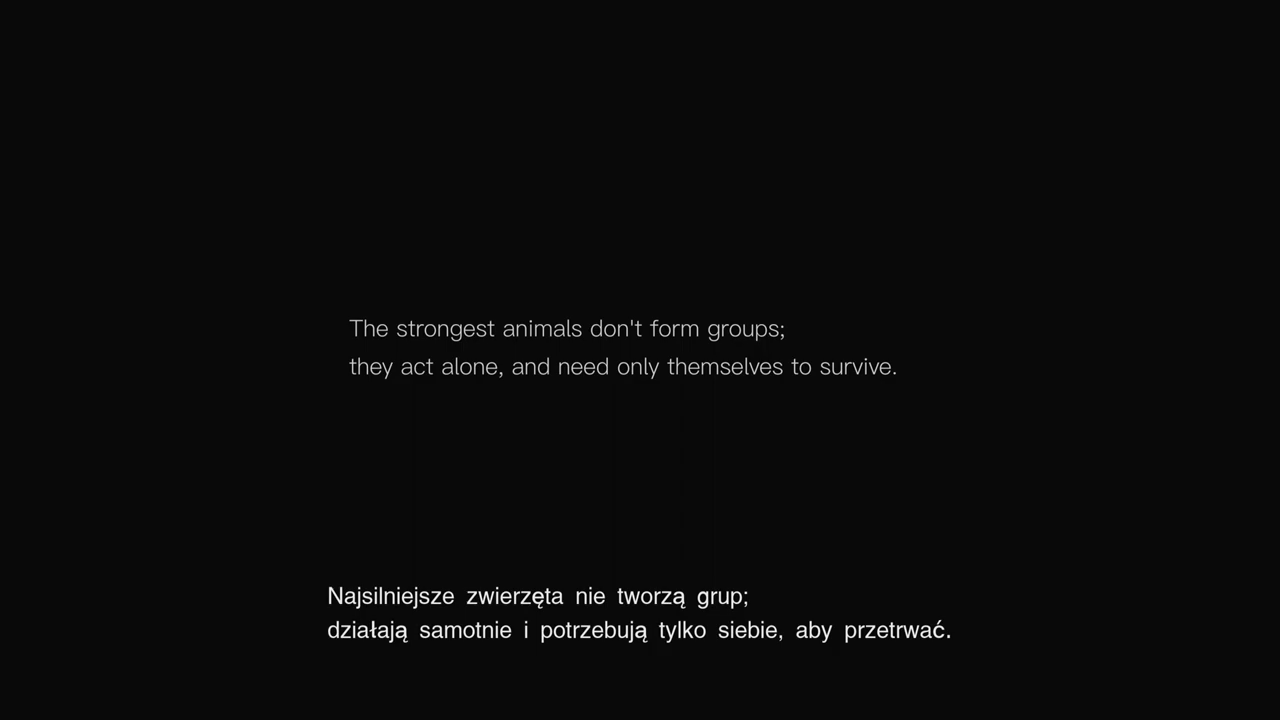 The strongest animals don't form groups;
they act alone, and need only themselves to survive.
Najsilniejsze zwierzęta nie tworzą grup;
działają samotnie i potrzebują tylko siebie, aby przetrwać.